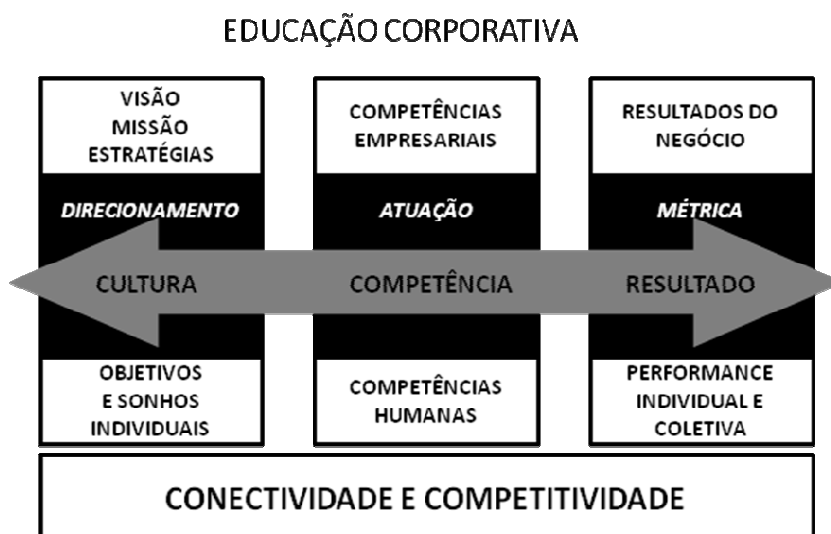 EDUCAÇÃO CORPORATIVA
VISÃO
MISSÃO
ESTRATÉGIAS
COMPETÊNCIAS
EMPRESARIAIS
RESULTADOS DO
NEGÓCIO
DIRECIONAMENTO
ATUAÇÃO
MÉTRICA
CULTURA
COMPETÊNCIA
RESULTADO
OBJETIVOS
E SONHOS
INDIVIDUAIS
COMPETÊNCIAS
HUMANAS
PERFORMANCE
INDIVIDUAL E
COLETIVA
CONECTIVIDADE E COMPETITIVIDADE